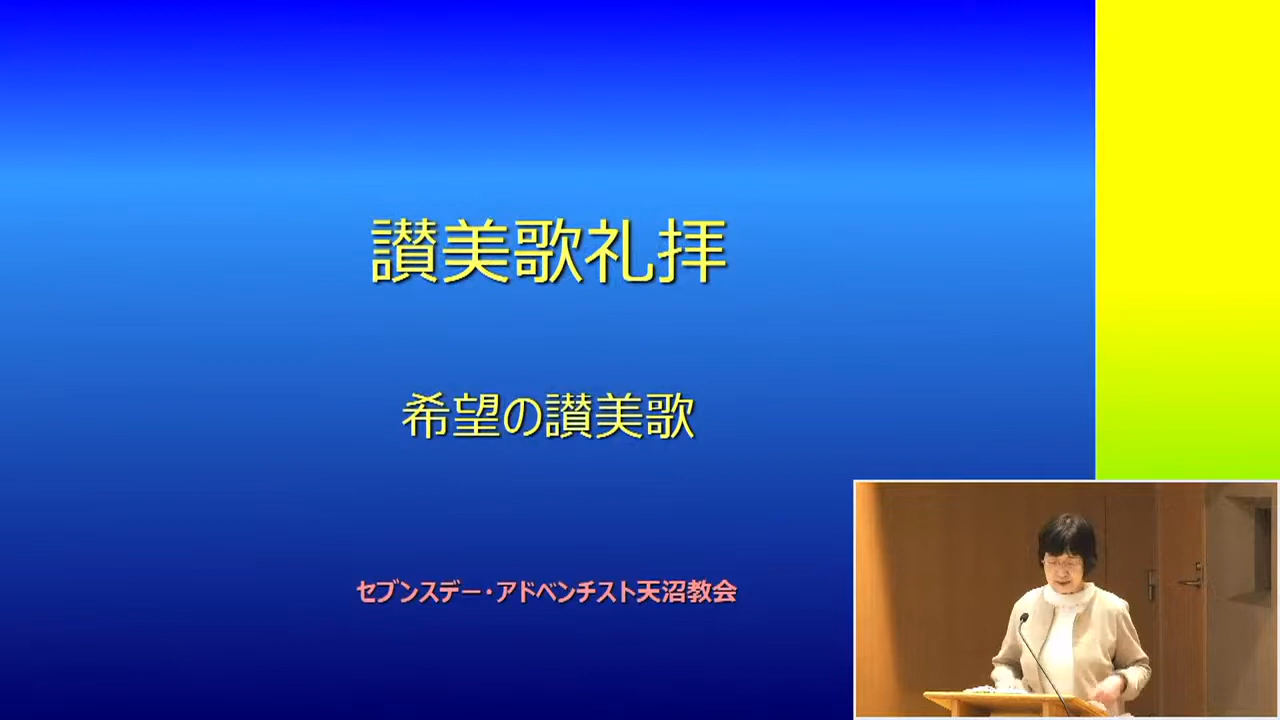 讃美歌礼拝
希望の讃美歌
セブンスデー・アドベンチスト天沼教会